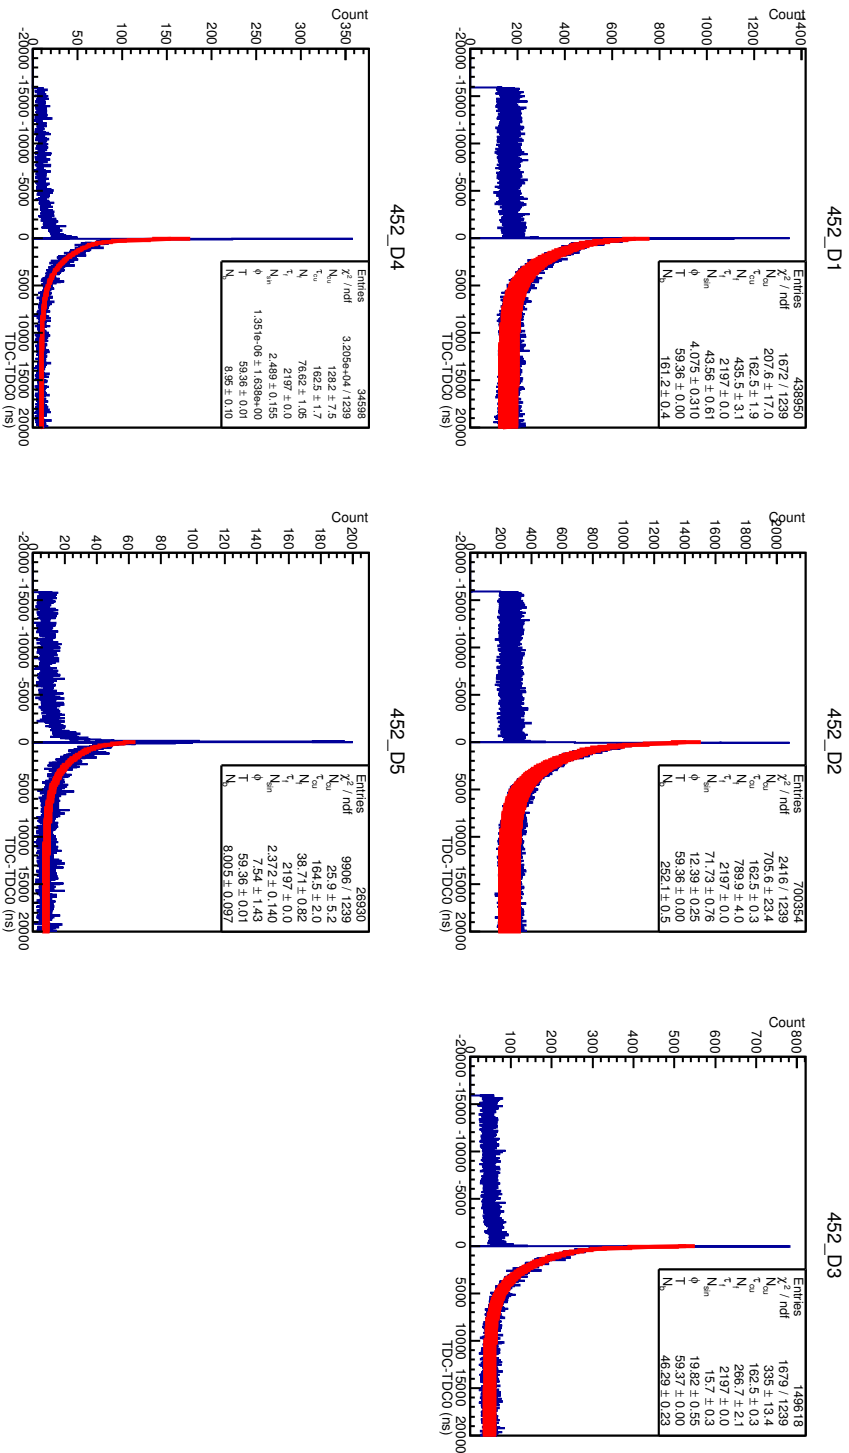 452_D1
Count
Entries 438950
χ² / ndf 1672 / 1239
N_cu 207.6 ± 17.0
τ_cu 162.5 ± 1.9
N_f 435.5 ± 3.1
τ_f 2197 ± 0.0
N_sin 43.56 ± 0.61
ϕ 4.075 ± 0.310
T 59.36 ± 0.00
N_b 161.2 ± 0.4
1400
1200
1000
800
600
400
200
0
-20000 -15000 -10000 -5000 0 5000 10000 15000 20000
TDC-TDC0 (ns)
452_D2
Count
Entries 700354
χ² / ndf 2416 / 1239
N_cu 705.6 ± 23.4
τ_cu 162.5 ± 0.3
N_f 789.9 ± 4.0
τ_f 2197 ± 0.0
N_sin 71.73 ± 0.76
ϕ 12.39 ± 0.25
T 59.36 ± 0.00
N_b 252.1 ± 0.5
2000
1800
1600
1400
1200
1000
800
600
400
200
0
-20000 -15000 -10000 -5000 0 5000 10000 15000 20000
TDC-TDC0 (ns)
452_D3
Count
Entries 149618
χ² / ndf 1679 / 1239
N_cu 335 ± 13.4
τ_cu 162.5 ± 0.3
N_f 266.7 ± 2.1
τ_f 2197 ± 0.0
N_sin 15.7 ± 0.3
ϕ 19.82 ± 0.55
T 59.37 ± 0.00
N_b 46.29 ± 0.23
800
700
600
500
400
300
200
100
0
-20000 -15000 -10000 -5000 0 5000 10000 15000 20000
TDC-TDC0 (ns)
452_D4
Count
Entries 34598
χ² / ndf 3.205e+04 / 1239
N_cu 128.2 ± 7.5
τ_cu 162.5 ± 1.7
N_f 76.62 ± 1.05
τ_f 2197 ± 0.0
N_sin 2.489 ± 0.155
ϕ 1.351e-06 ± 1.638e+00
T 59.36 ± 0.01
N_b 8.95 ± 0.10
350
300
250
200
150
100
50
0
-20000 -15000 -10000 -5000 0 5000 10000 15000 20000
TDC-TDC0 (ns)
452_D5
Count
Entries 26930
χ² / ndf 9906 / 1239
N_cu 25.9 ± 5.2
τ_cu 164.5 ± 2.0
N_f 38.71 ± 0.82
τ_f 2197 ± 0.0
N_sin 2.372 ± 0.140
ϕ 7.54 ± 1.43
T 59.36 ± 0.01
N_b 8.005 ± 0.097
200
180
160
140
120
100
80
60
40
20
0
-20000 -15000 -10000 -5000 0 5000 10000 15000 20000
TDC-TDC0 (ns)